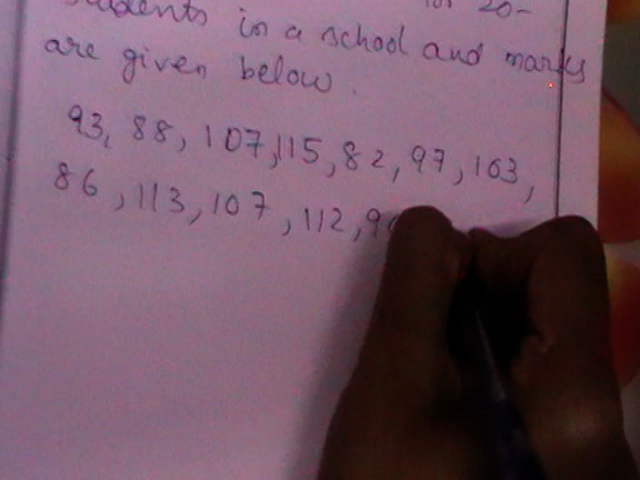 students in a school and marks
are given below.
93, 88, 107, 115, 82, 97, 103,
86, 113, 107, 112,